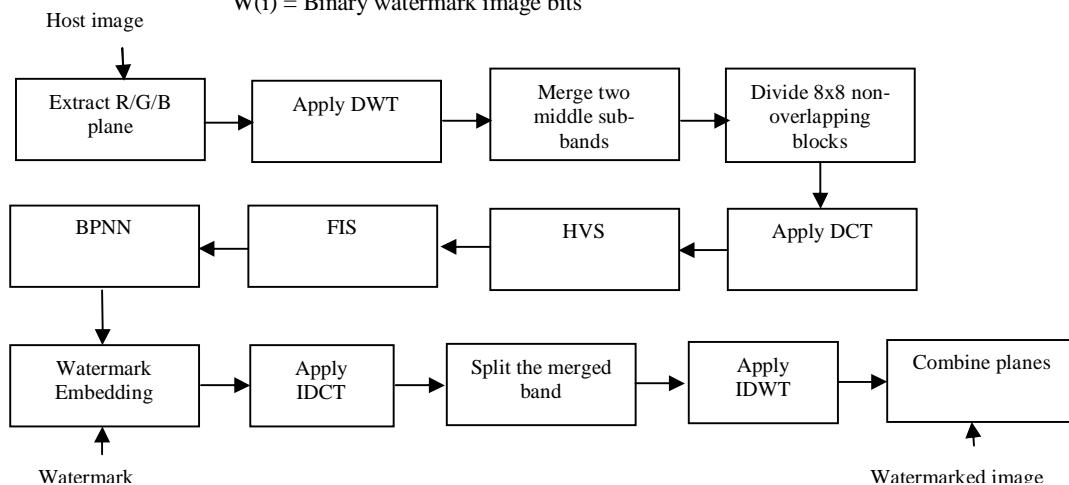 W(i) = Binary watermark image bits
Host image
Extract R/G/B
plane
Apply DWT
Merge two
middle sub-
bands
Divide 8x8 non-
overlapping
blocks
BPNN
FIS
HVS
Apply DCT
Watermark
Embedding
Apply
IDCT
Split the merged
band
Apply
IDWT
Combine planes
Watermark
Watermarked image